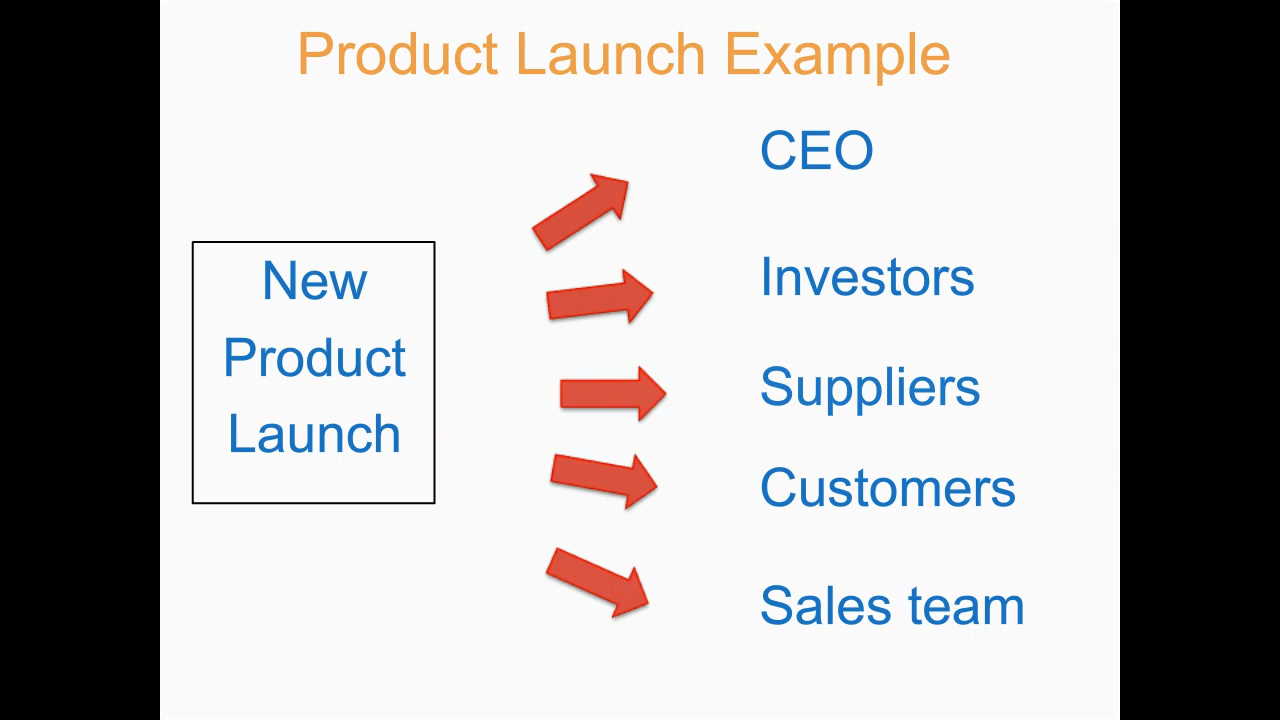 Product Launch Example
CEO
Investors
New
Product
Launch
Suppliers
Customers
Sales team